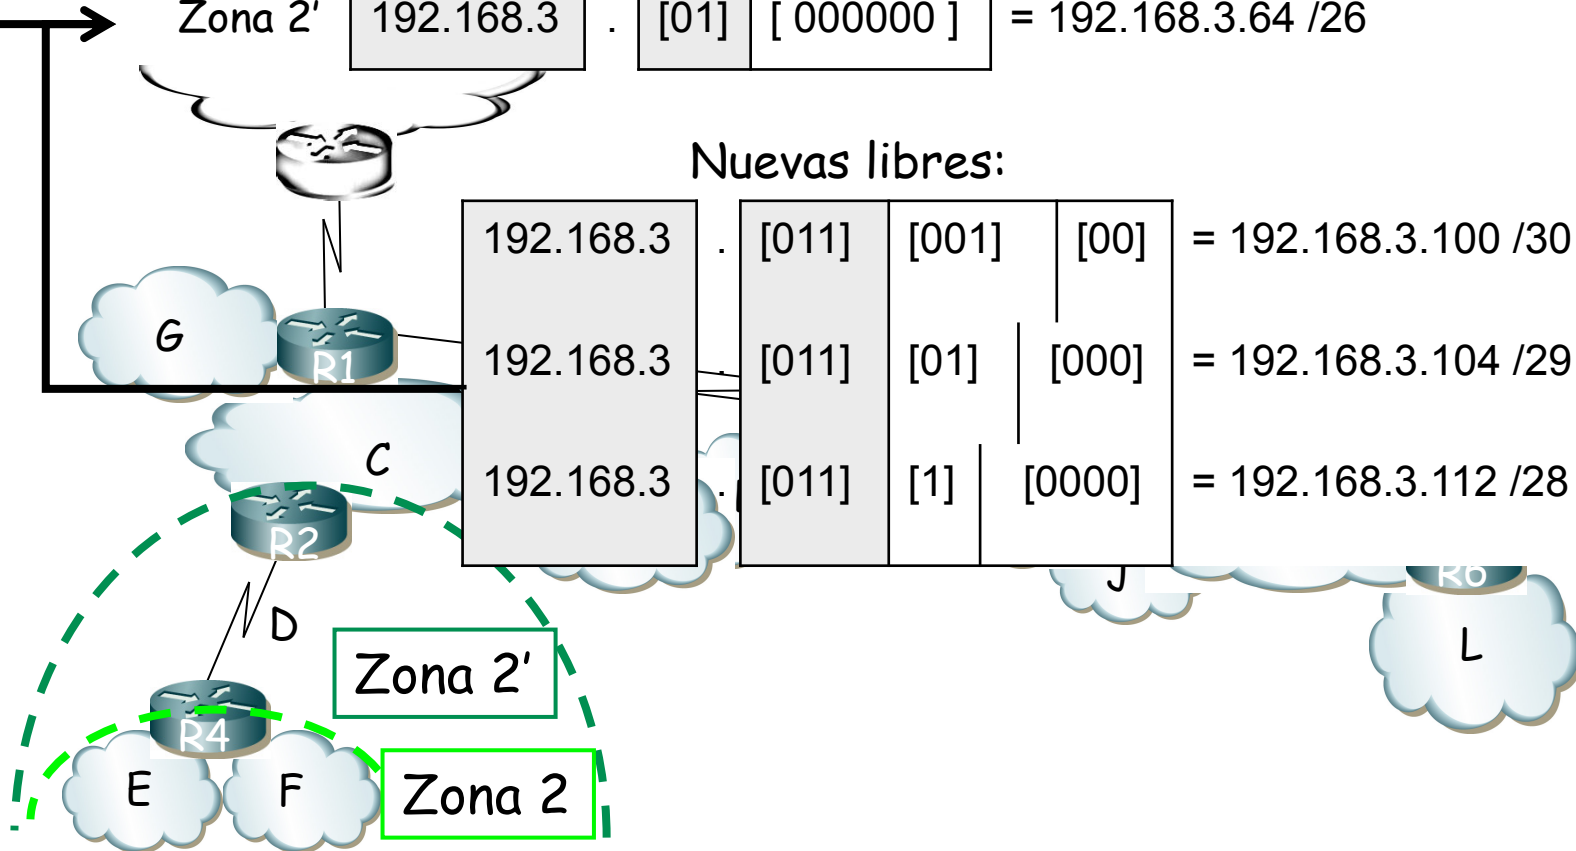 Zona 2' 192.168.3 . [01] [ 000000 ] = 192.168.3.64 /26
Nuevas libres:
192.168.3 . [011] [001] [00] = 192.168.3.100 /30
G
R1
192.168.3 . [011] [01] [000] = 192.168.3.104 /29
C
192.168.3 . [011] [1] [0000] = 192.168.3.112 /28
R2
J
R6
D
L
Zona 2'
R4
E
F
Zona 2